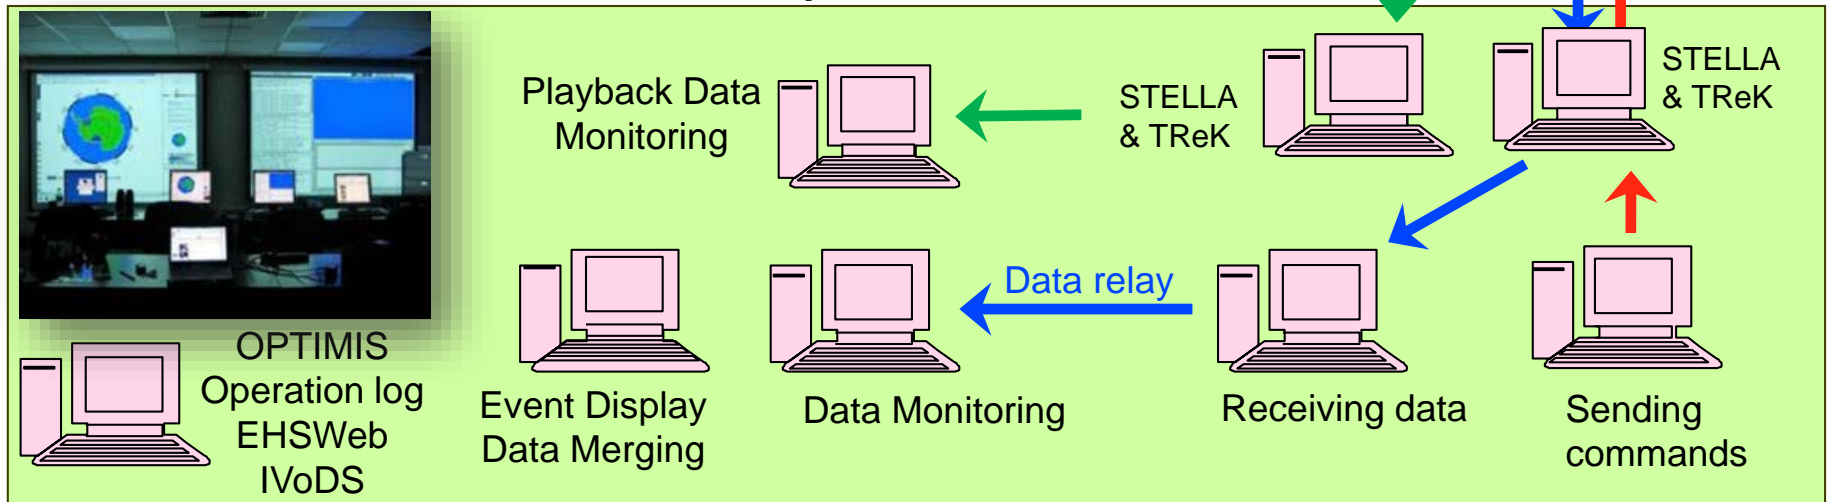 Playback Data
Monitoring
STELLA
& TReK
STELLA
& TReK
Data relay
OPTIMIS
Operation log
EHSWeb
IVoDS
Event Display
Data Merging
Data Monitoring
Receiving data
Sending
commands